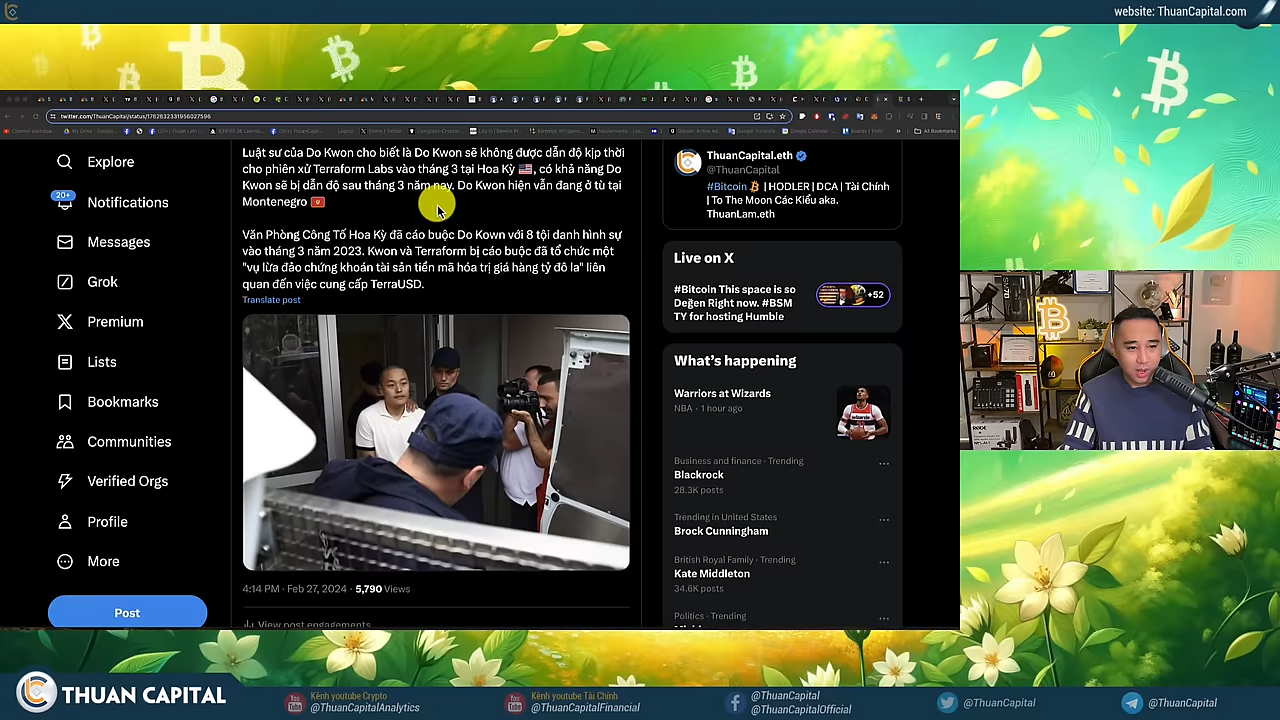 website: ThuanCapital.com
twitter.com/ThuanCapital/status/1762632331956027596
All Bookmarks
Explore
20+
Notifications
Messages
Grok
Premium
Lists
Bookmarks
Communities
Verified Orgs
Profile
More
Post
Luật sư của Do Kwon cho biết là Do Kwon sẽ không được dẫn độ kịp thời
cho phiên xử Terraform Labs vào tháng 3 tại Hoa Kỳ 🇺🇸, có khả năng Do
Kwon sẽ bị dẫn độ sau tháng 3 năm nay. Do Kwon hiện vẫn đang ở tù tại
Montenegro 🇲🇪
Văn Phòng Công Tố Hoa Kỳ đã cáo buộc Do Kown với 8 tội danh hình sự
vào tháng 3 năm 2023. Kwon và Terraform bị cáo buộc đã tổ chức một
"vụ lừa đảo chứng khoán tài sản tiền mã hóa trị giá hàng tỷ đô la" liên
quan đến việc cung cấp TerraUSD.
Translate post
4:14 PM · Feb 27, 2024 · 5,790 Views
View post engagements
ThuanCapital.eth
@ThuanCapital
#Bitcoin | HODLER | DCA | Tài Chính
| To The Moon Các Kiểu aka.
ThuanLam.eth
Live on X
#Bitcoin This space is so
Değen Right now. #BSM
TY for hosting Humble
+52
What's happening
Warriors at Wizards
NBA · 1 hour ago
Business and finance · Trending
Blackrock
28.3K posts
Trending in United States
Brock Cunningham
British Royal Family · Trending
Kate Middleton
34.6K posts
Politics · Trending
THUAN CAPITAL
Kênh youtube Crypto
@ThuanCapitalAnalytics
Kênh youtube Tài Chính
@ThuanCapitalFinancial
@ThuanCapital
@ThuanCapitalOfficial
@ThuanCapital
@ThuanCapital